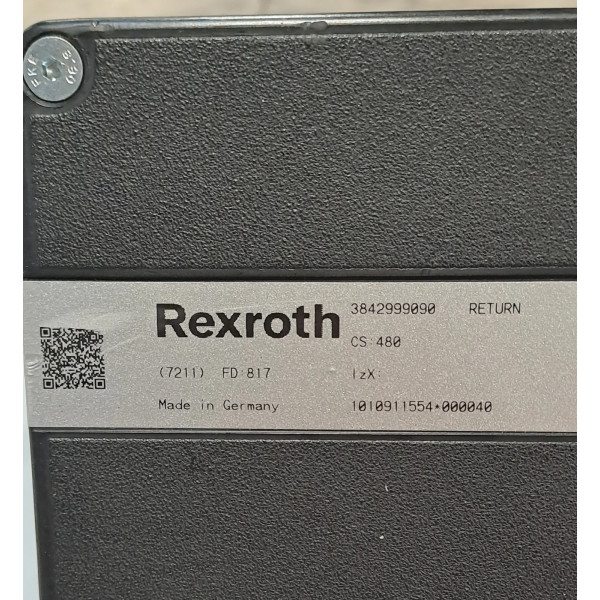 Rexroth
3842999090 RETURN
CS:480
(7211) FD:817
IzX:
Made in Germany
1010911554*000040